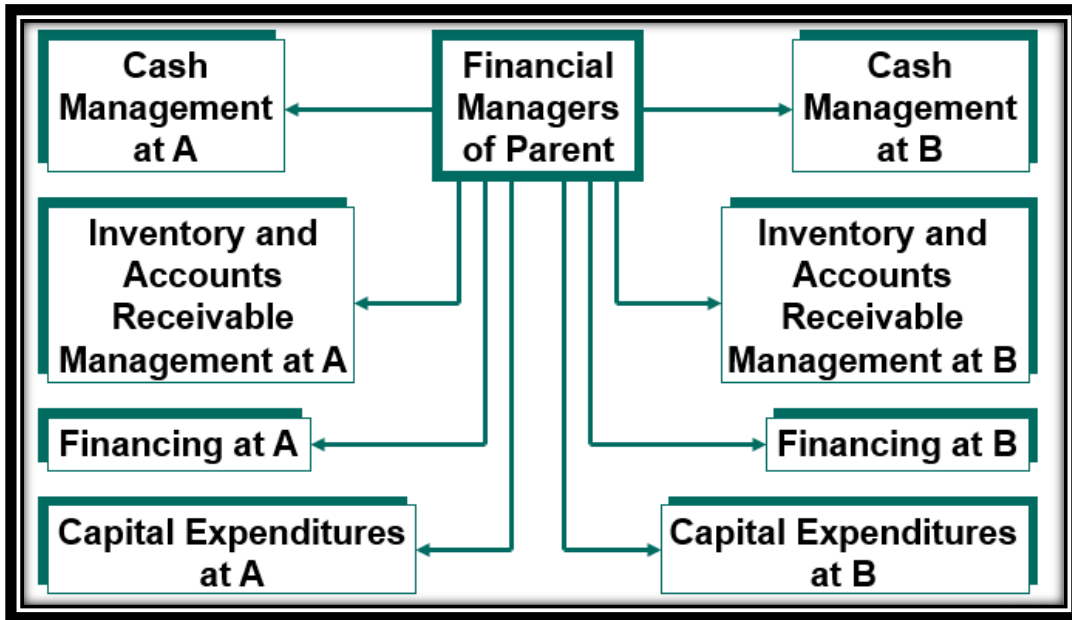 Cash
Management
at A
Financial
Managers
of Parent
Cash
Management
at B
Inventory and
Accounts
Receivable
Management at A
Inventory and
Accounts
Receivable
Management at B
Financing at A
Financing at B
Capital Expenditures
at A
Capital Expenditures
at B